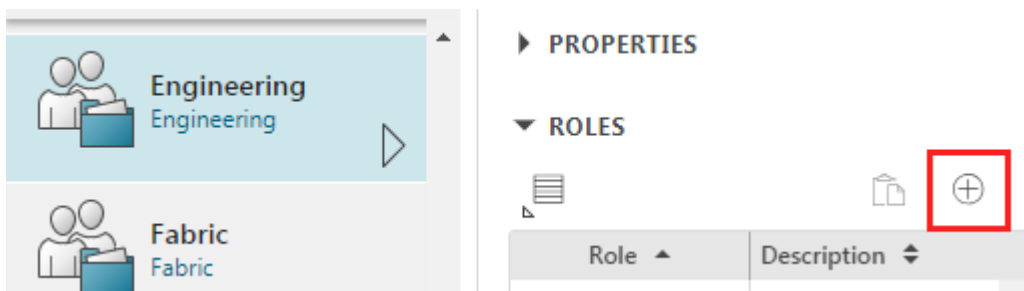 Engineering
Engineering
Fabric
Fabric
PROPERTIES
ROLES
Role Description